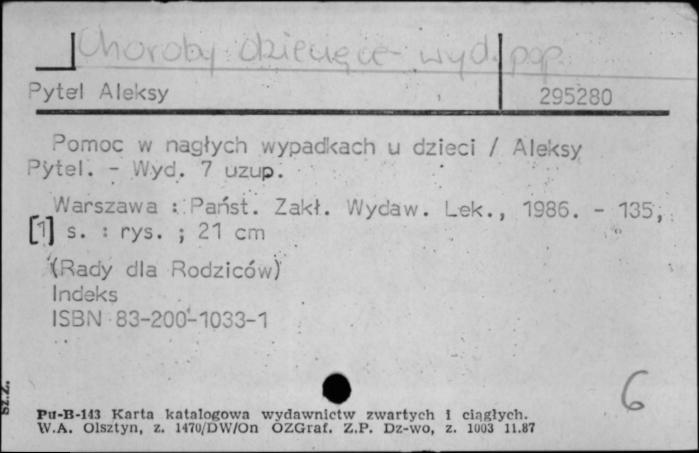 Choroby dziecięce - wyd. pop.
Pytel Aleksy 295280
Pomoc w nagłych wypadkach u dzieci / Aleksy
Pytel. - Wyd. 7 uzup.
Warszawa : Państ. Zakł. Wydaw. Lek., 1986. - 135,
[1] s. : rys. ; 21 cm
(Rady dla Rodziców)
Indeks
ISBN 83-200-1033-1
6
Sz.Z.
Pu-B-143 Karta katalogowa wydawnictw zwartych i ciągłych.
W.A. Olsztyn, z. 1470/DW/On OZGraf. Z.P. Dz-wo, z. 1003 11.87